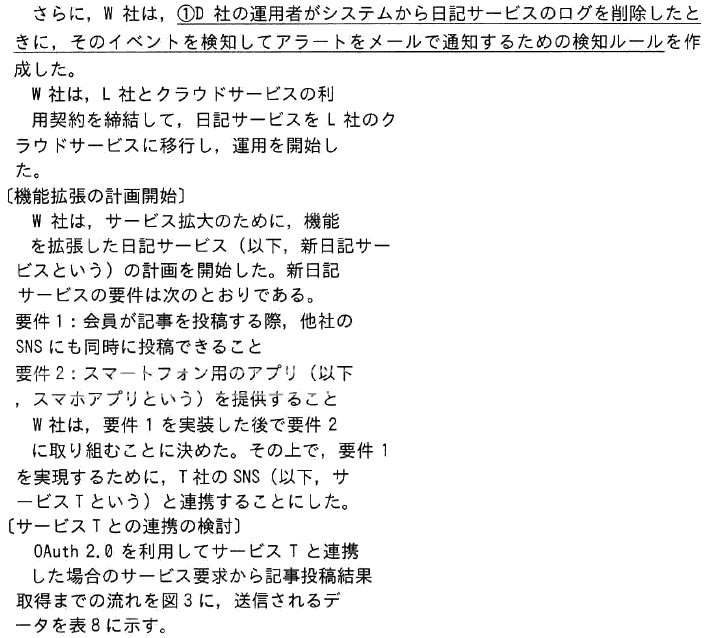 さらに，W 社は，①D 社の運用者がシステムから日記サービスのログを削除したと
きに，そのイベントを検知してアラートをメールで通知するための検知ルールを作
成した。
W 社は，L 社とクラウドサービスの利
用契約を締結して，日記サービスを L 社のク
ラウドサービスに移行し，運用を開始し
た。
〔機能拡張の計画開始〕
W 社は，サービス拡大のために，機能
を拡張した日記サービス（以下，新日記サー
ビスという）の計画を開始した。新日記
サービスの要件は次のとおりである。
要件 1：会員が記事を投稿する際，他社の
SNS にも同時に投稿できること
要件 2：スマートフォン用のアプリ（以下
，スマホアプリという）を提供すること
W 社は，要件 1 を実装した後で要件 2
に取り組むことに決めた。その上で，要件 1
を実現するために，T 社の SNS（以下，サ
ービス T という）と連携することにした。
〔サービス T との連携の検討〕
OAuth 2.0 を利用してサービス T と連携
した場合のサービス要求から記事投稿結果
取得までの流れを図 3 に，送信されるデ
ータを表 8 に示す。